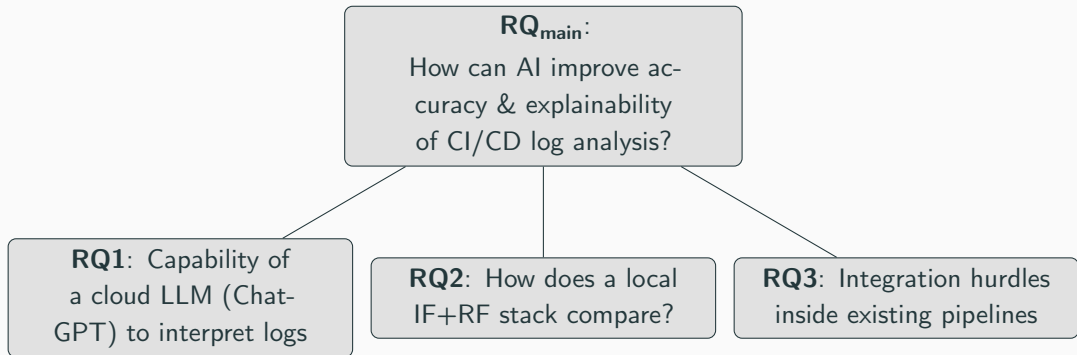 RQmain:
How can AI improve ac-
curacy & explainability
of CI/CD log analysis?
RQ1: Capability of
a cloud LLM (Chat-
GPT) to interpret logs
RQ2: How does a local
IF+RF stack compare?
RQ3: Integration hurdles
inside existing pipelines